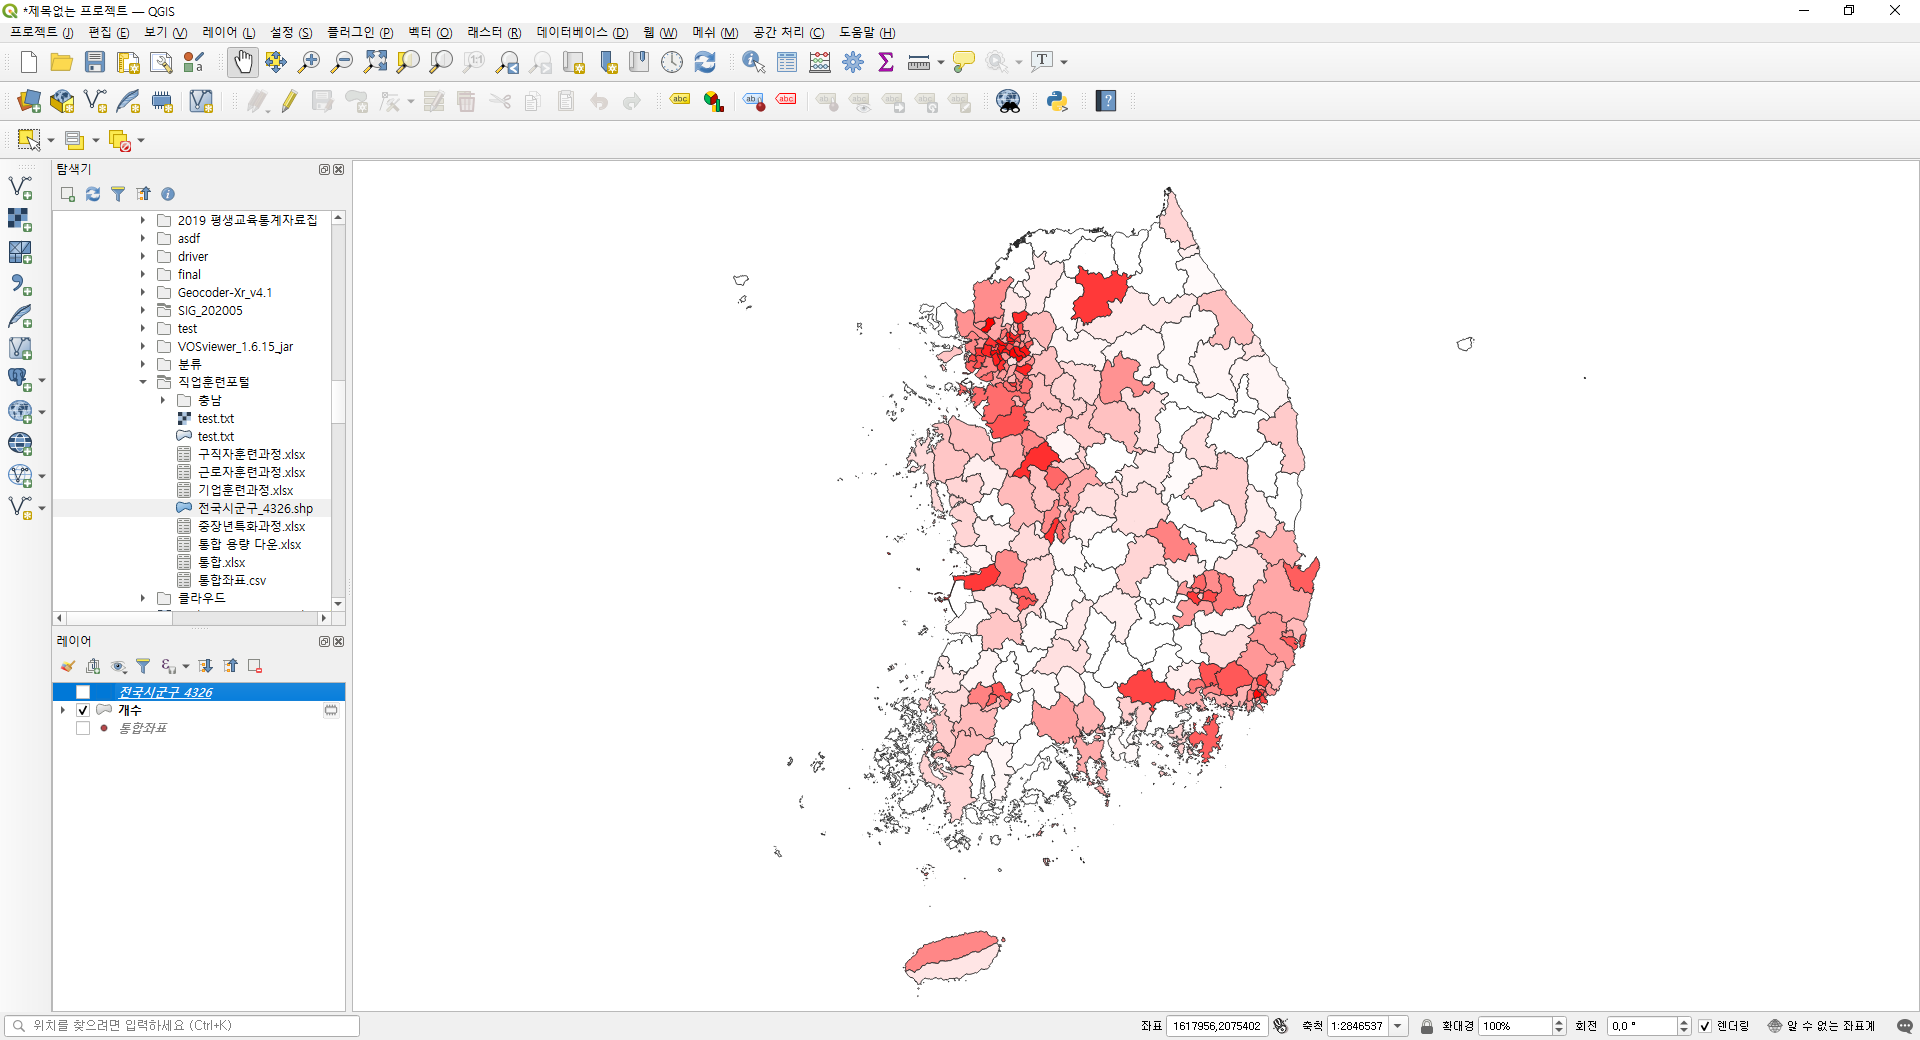 *제목없는 프로젝트 — QGIS
프로젝트 (J) 편집 (E) 보기 (V) 레이어 (L) 설정 (S) 플러그인 (P) 벡터 (O) 래스터 (R) 데이터베이스 (D) 웹 (W) 메쉬 (M) 공간 처리 (C) 도움말 (H)
탐색기
2019 평생교육통계자료집
asdf
driver
final
Geocoder-Xr_v4.1
SIG_202005
test
VOSviewer_1.6.15_jar
분류
직업훈련포털
충남
test.txt
test.txt
구직자훈련과정.xlsx
근로자훈련과정.xlsx
기업훈련과정.xlsx
전국시군구_4326.shp
중장년특화과정.xlsx
통합 용량 다운.xlsx
통합.xlsx
통합좌표.csv
클라우드
레이어
전국시군구_4326
개수
통합좌표
위치를 찾으려면 입력하세요 (Ctrl+K)
좌표 1617956,2075402 축척 1:2846537 확대경 100% 회전 0.0 ° 렌더링 알 수 없는 좌표계